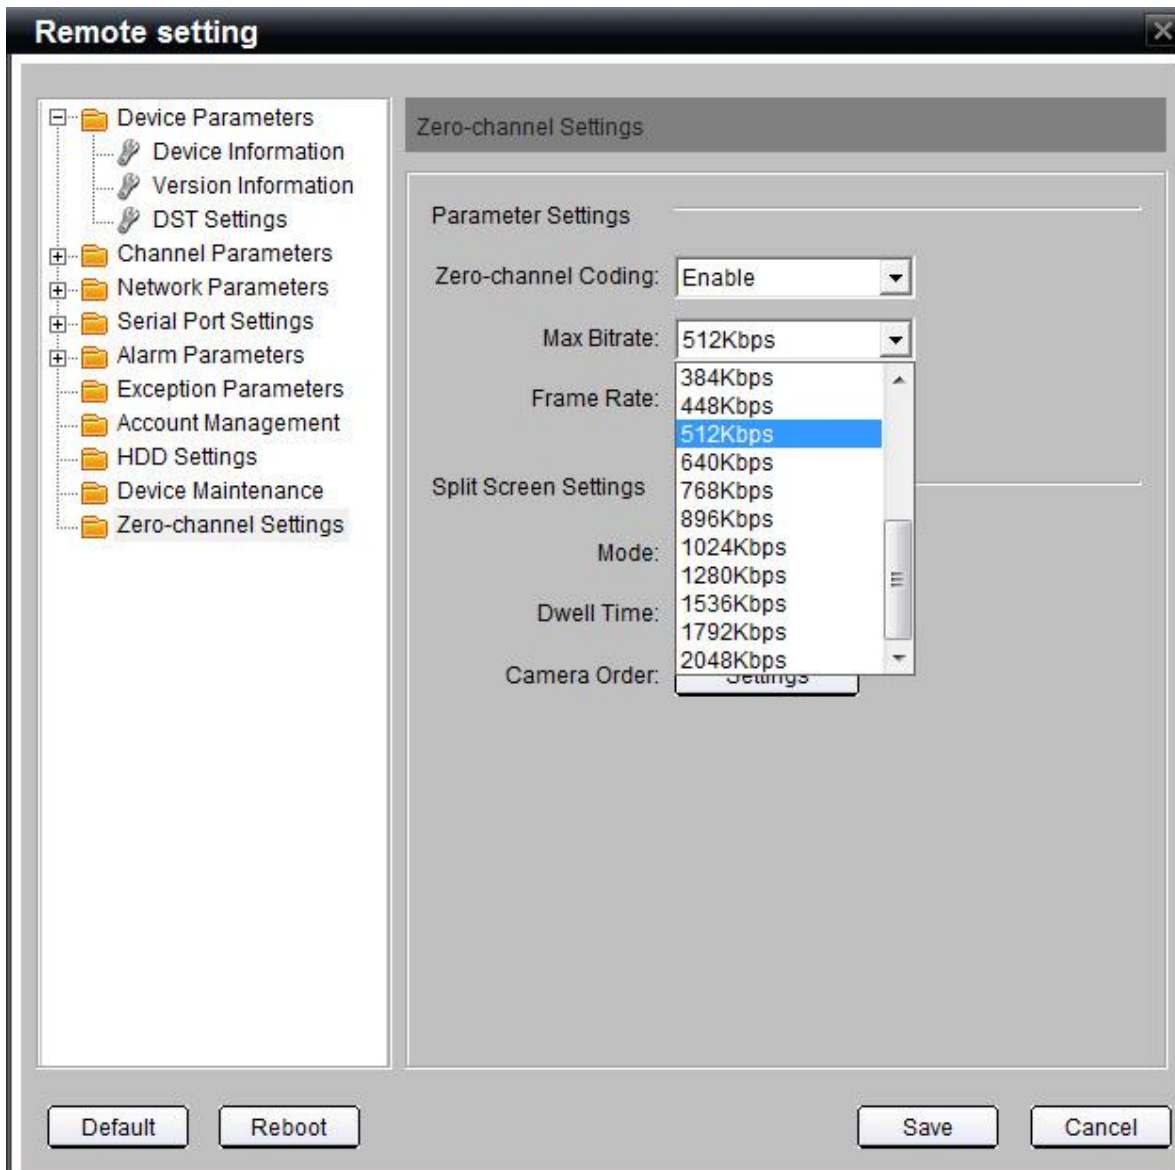 Remote setting
Device Parameters
Device Information
Version Information
DST Settings
Channel Parameters
Network Parameters
Serial Port Settings
Alarm Parameters
Exception Parameters
Account Management
HDD Settings
Device Maintenance
Zero-channel Settings
Zero-channel Settings
Parameter Settings
Zero-channel Coding: Enable
Max Bitrate: 512Kbps
384Kbps
448Kbps
512Kbps
640Kbps
768Kbps
896Kbps
1024Kbps
1280Kbps
1536Kbps
1792Kbps
2048Kbps
Frame Rate:
Split Screen Settings
Mode:
Dwell Time:
Camera Order: Settings
Default Reboot Save Cancel